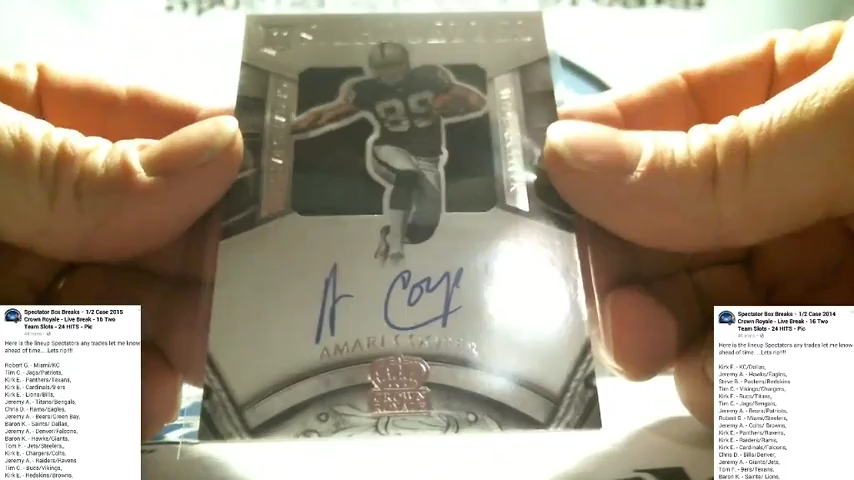 89
A Coop
AMARI COOPER
CROWN
Spectator Box Breaks - 1/2 Case 2015
Crown Royale - Live Break - 16 Two
Team Slots - 24 HITS - Pic
Here is the lineup Spectators any trades let me know
ahead of time....Lets rip!!!!
Robert G. - Miami/KC
Tim C. - Jags/Patriots,
Kirk E. - Panthers/Texans,
Kirk E. - Cardinals/9ers
Kirk E. - Lions/Bills,
Jeremy A. - Titans/Bengals,
Chris D. - Rams/Eagles,
Jeremy A. - Bears/Green Bay,
Baron K. - Saints/ Dallas,
Jeremy A. - Denver/Falcons,
Baron K. - Hawks/Giants,
Tom F. - Jets/Steelers,
Kirk E. - Chargers/Colts,
Jeremy A. - Raiders/Ravens
Tim C. - Bucs/Vikings,
Kirk E. - Redskins/Browns,
Spectator Box Breaks - 1/2 Case 2014
Crown Royale - Live Break - 16 Two
Team Slots - 24 HITS - Pic
Here is the lineup Spectators any trades let me know
ahead of time....Lets rip!!!!
Kirk E. - KC/Dallas,
Jeremy A. - Hawks/Eagles,
Steve B. - Packers/Redskins
Tim C. - Chargers/Vikings,
Kirk E. - Bucs/Titans,
Tim C. - Jags/Bengals,
Jeremy A. - Bears/Patriots,
Robert G. - Miami/Steelers,
Jeremy A. - Colts/ Browns,
Kirk E. - Panthers/Ravens,
Kirk E. - Raiders/Rams,
Kirk E. - Cardinals/Falcons,
Chris D. - Bills/Denver,
Jeremy A. - Giants/Jets,
Tom F. - 9ers/Texans,
Baron K. - Saints/ Lions,